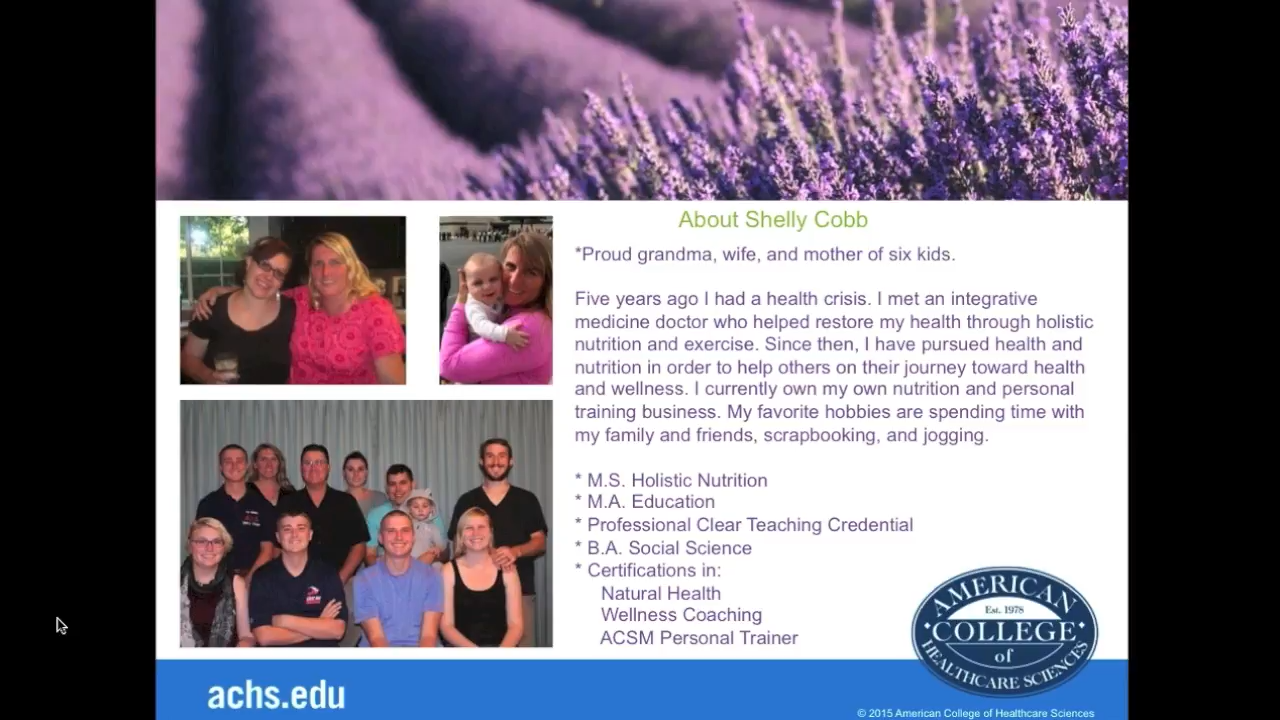 About Shelly Cobb
*Proud grandma, wife, and mother of six kids.
Five years ago I had a health crisis. I met an integrative
medicine doctor who helped restore my health through holistic
nutrition and exercise. Since then, I have pursued health and
nutrition in order to help others on their journey toward health
and wellness. I currently own my own nutrition and personal
training business. My favorite hobbies are spending time with
my family and friends, scrapbooking, and jogging.
* M.S. Holistic Nutrition
* M.A. Education
* Professional Clear Teaching Credential
* B.A. Social Science
* Certifications in:
Natural Health
Wellness Coaching
ACSM Personal Trainer
AMERICAN
Est. 1978
COLLEGE
of
HEALTHCARE SCIENCES
achs.edu
© 2015 American College of Healthcare Sciences